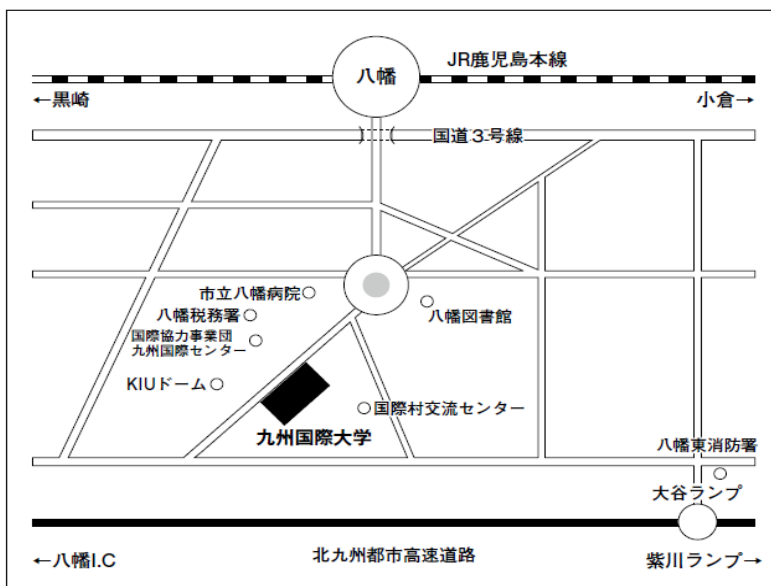 八幡
JR鹿児島本線
←黒崎
小倉→
国道3号線
市立八幡病院
八幡税務署
八幡図書館
国際協力事業団
九州国際センター
KIUドーム
国際村交流センター
九州国際大学
八幡東消防署
大谷ランプ
←八幡I.C
北九州都市高速道路
紫川ランプ→